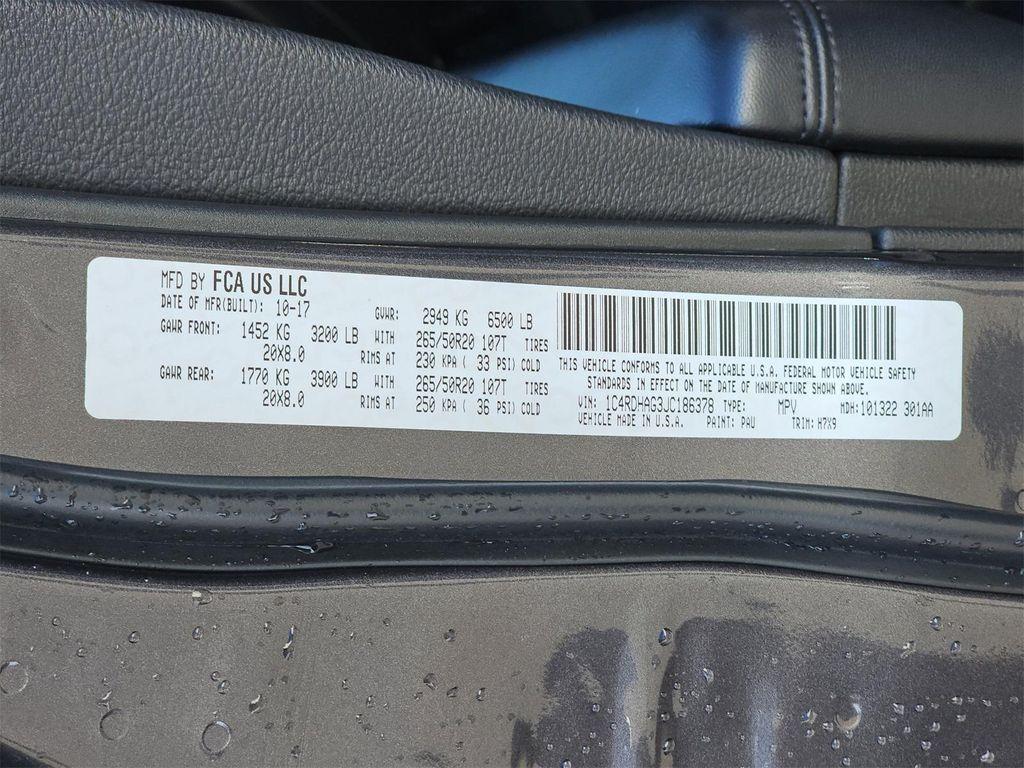 MFD BY FCA US LLC
DATE OF MFR(BUILT): 10-17 GVWR: 2949 KG 6500 LB
GAWR FRONT: 1452 KG 3200 LB WITH 265/50R20 107T TIRES
20X8.0 RIMS AT 230 KPA ( 33 PSI) COLD
GAWR REAR: 1770 KG 3900 LB WITH 265/50R20 107T TIRES
20X8.0 RIMS AT 250 KPA ( 36 PSI) COLD
THIS VEHICLE CONFORMS TO ALL APPLICABLE U.S.A. FEDERAL MOTOR VEHICLE SAFETY
STANDARDS IN EFFECT ON THE DATE OF MANUFACTURE SHOWN ABOVE.
VIN: 1C4RDHAG3JC186378 TYPE: MPV MDH:101322 301AA
VEHICLE MADE IN U.S.A. PAINT: PAU TRIM: H7X9